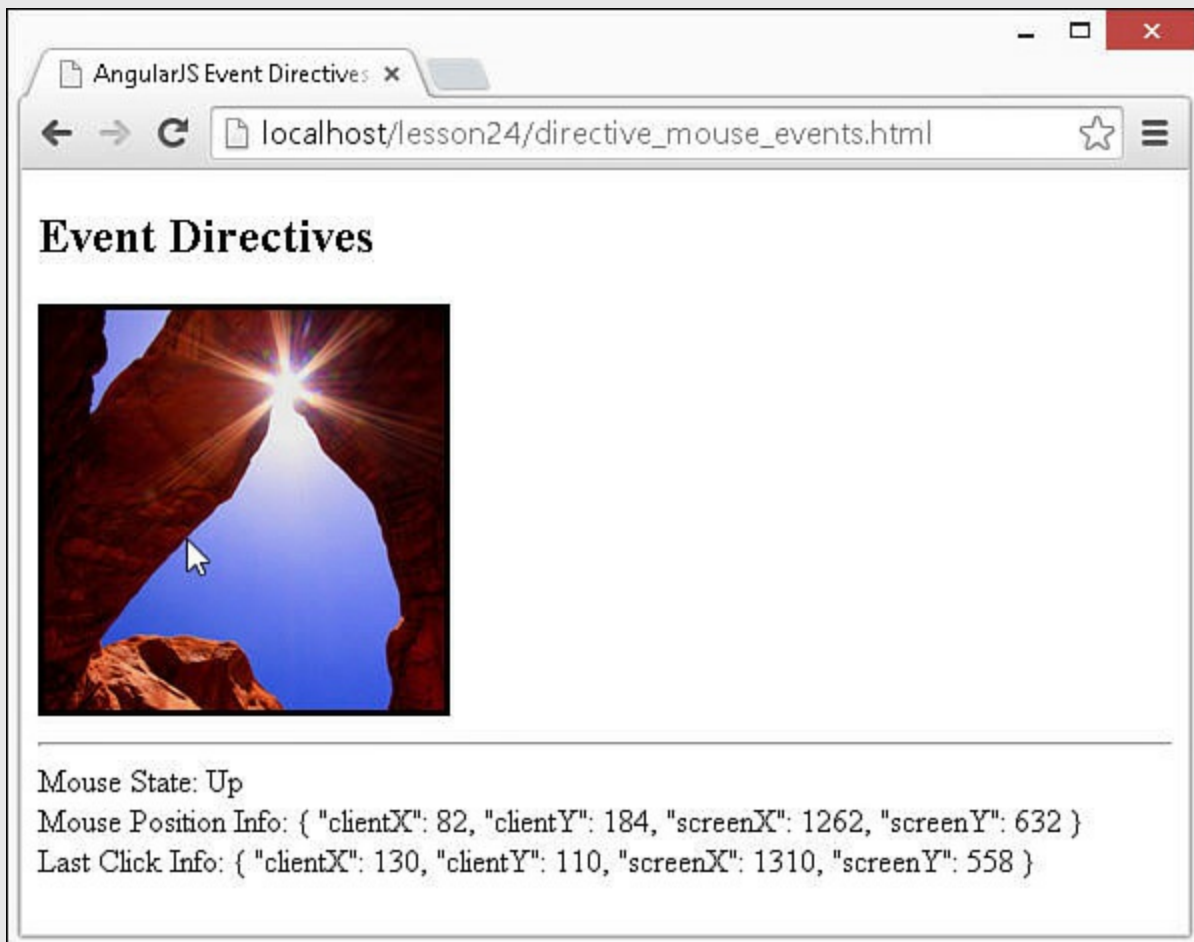 AngularJS Event Directives
localhost/lesson24/directive_mouse_events.html
Event Directives
Mouse State: Up
Mouse Position Info: { "clientX": 82, "clientY": 184, "screenX": 1262, "screenY": 632 }
Last Click Info: { "clientX": 130, "clientY": 110, "screenX": 1310, "screenY": 558 }